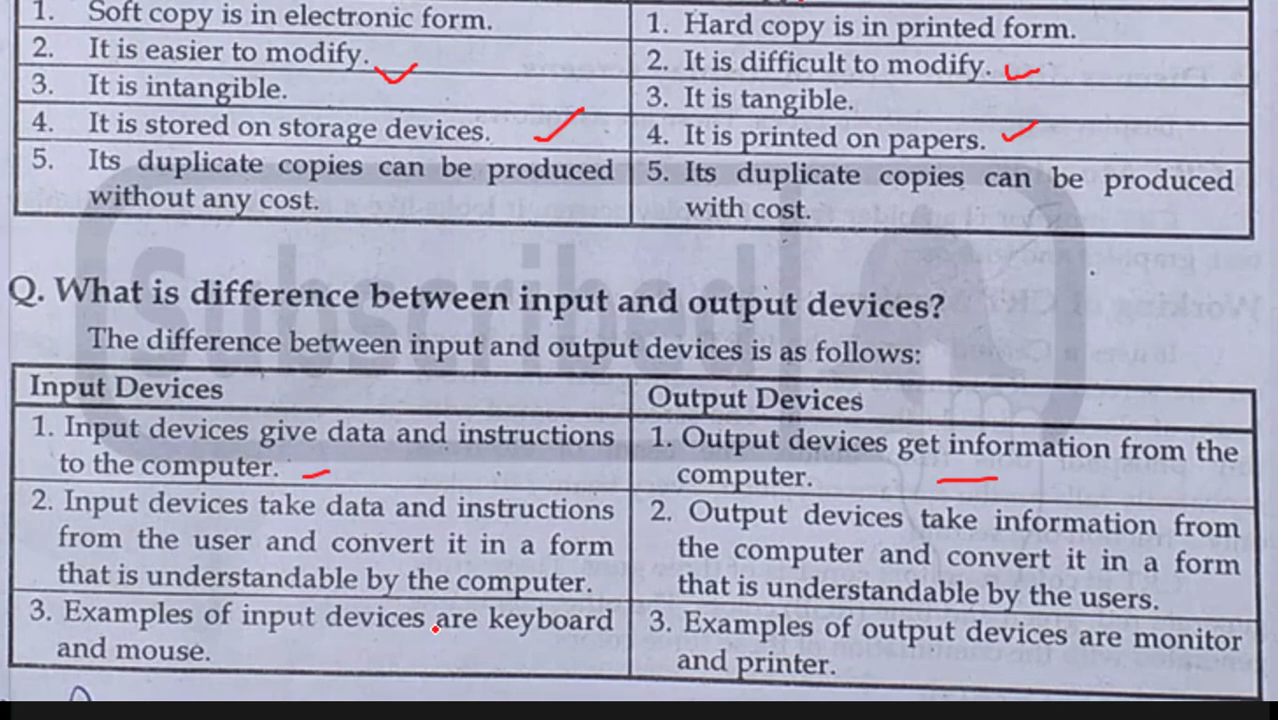 1. Soft copy is in electronic form.
2. It is easier to modify.
3. It is intangible.
4. It is stored on storage devices.
5. Its duplicate copies can be produced
without any cost.
1. Hard copy is in printed form.
2. It is difficult to modify.
3. It is tangible.
4. It is printed on papers.
5. Its duplicate copies can be produced
with cost.
Subscribed
Q. What is difference between input and output devices?
The difference between input and output devices is as follows:
Input Devices
1. Input devices give data and instructions
to the computer.
2. Input devices take data and instructions
from the user and convert it in a form
that is understandable by the computer.
3. Examples of input devices are keyboard
and mouse.
Output Devices
1. Output devices get information from the
computer.
2. Output devices take information from
the computer and convert it in a form
that is understandable by the users.
3. Examples of output devices are monitor
and printer.